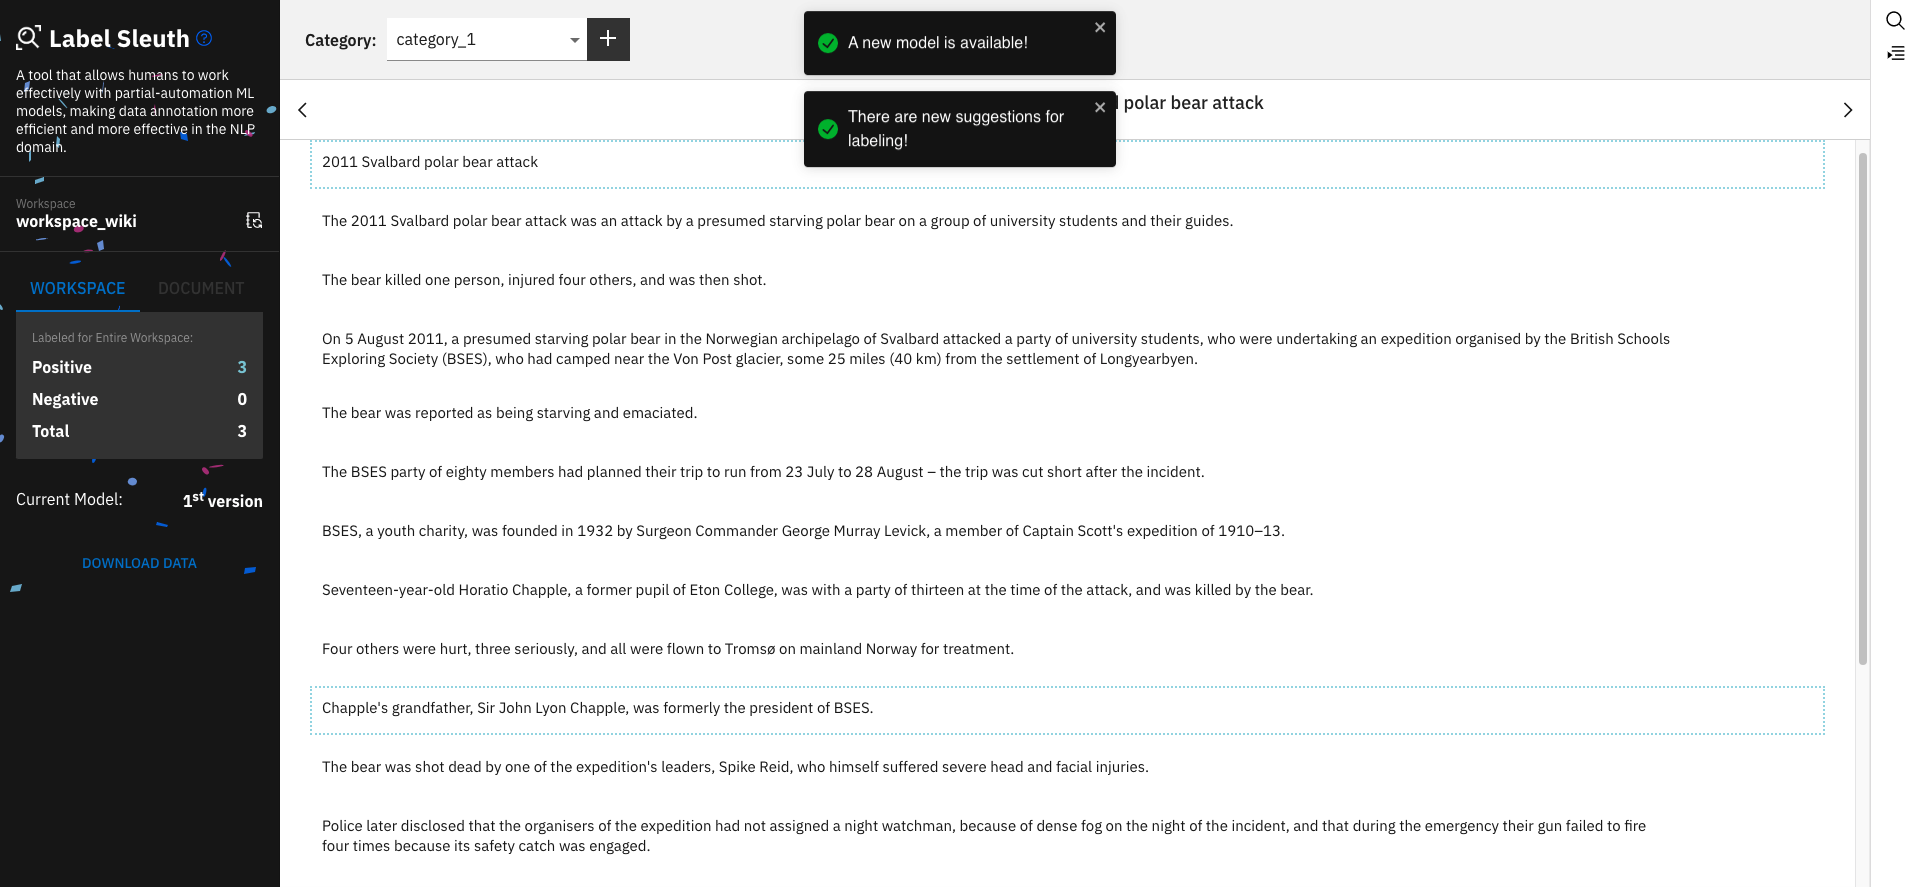 Label Sleuth
A tool that allows humans to work
effectively with partial-automation ML
models, making data annotation more
efficient and more effective in the NLP
domain.
Workspace
workspace_wiki
WORKSPACE DOCUMENT
Labeled for Entire Workspace:
Positive 3
Negative 0
Total 3
Current Model: 1st version
DOWNLOAD DATA
Category: category_1
A new model is available!
There are new suggestions for
labeling!
polar bear attack
2011 Svalbard polar bear attack
The 2011 Svalbard polar bear attack was an attack by a presumed starving polar bear on a group of university students and their guides.
The bear killed one person, injured four others, and was then shot.
On 5 August 2011, a presumed starving polar bear in the Norwegian archipelago of Svalbard attacked a party of university students, who were undertaking an expedition organised by the British Schools
Exploring Society (BSES), who had camped near the Von Post glacier, some 25 miles (40 km) from the settlement of Longyearbyen.
The bear was reported as being starving and emaciated.
The BSES party of eighty members had planned their trip to run from 23 July to 28 August – the trip was cut short after the incident.
BSES, a youth charity, was founded in 1932 by Surgeon Commander George Murray Levick, a member of Captain Scott's expedition of 1910–13.
Seventeen-year-old Horatio Chapple, a former pupil of Eton College, was with a party of thirteen at the time of the attack, and was killed by the bear.
Four others were hurt, three seriously, and all were flown to Tromsø on mainland Norway for treatment.
Chapple's grandfather, Sir John Lyon Chapple, was formerly the president of BSES.
The bear was shot dead by one of the expedition's leaders, Spike Reid, who himself suffered severe head and facial injuries.
Police later disclosed that the organisers of the expedition had not assigned a night watchman, because of dense fog on the night of the incident, and that during the emergency their gun failed to fire
four times because its safety catch was engaged.